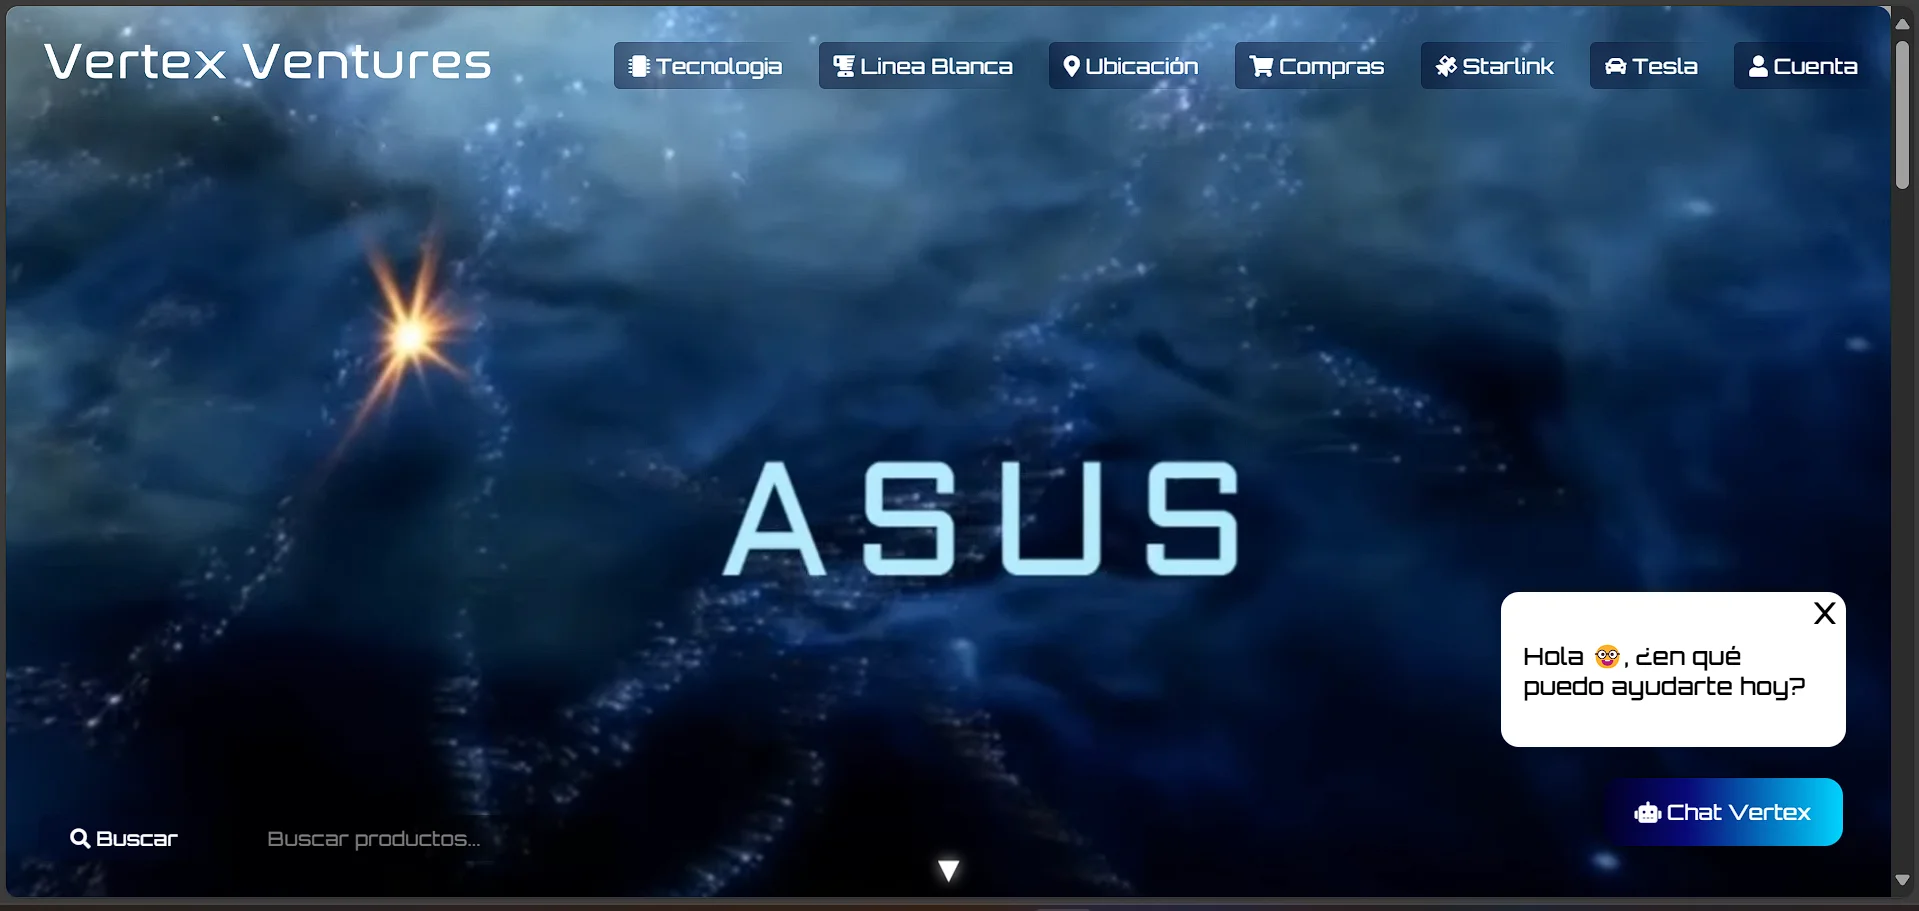 Vertex Ventures
Tecnologia
Linea Blanca
Ubicación
Compras
Starlink
Tesla
Cuenta
ASUS
X
Hola 🤓, ¿en qué
puedo ayudarte hoy?
Chat Vertex
Buscar
Buscar productos...